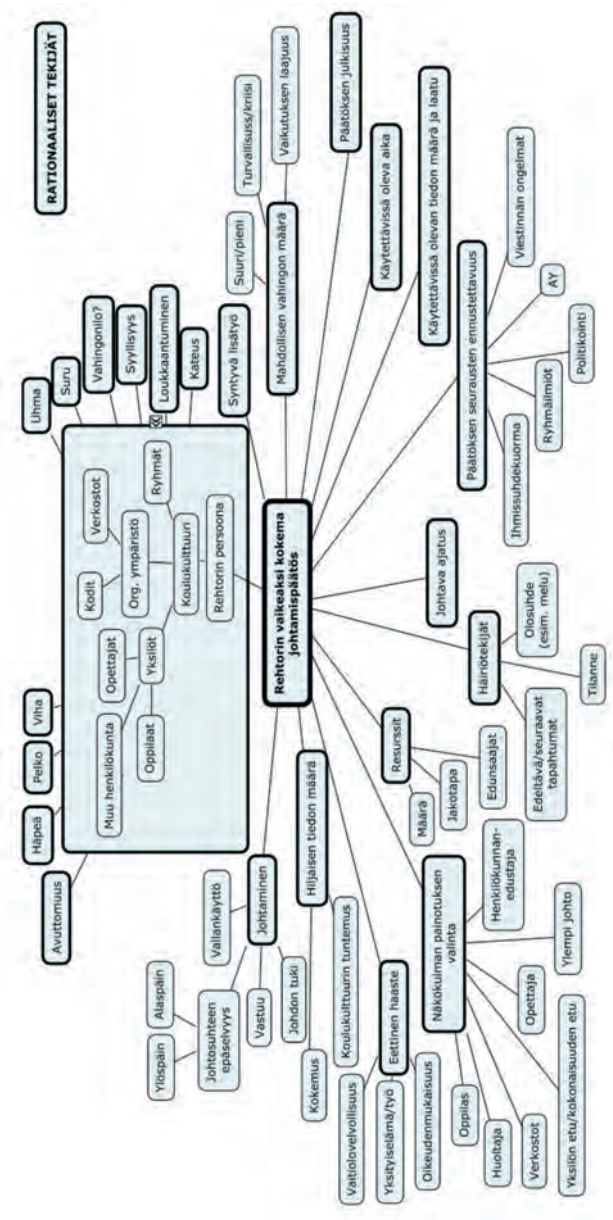 RATIONAALISET TEKIJÄT
Avuttomuus
Häpeä
Pelko
Viha
Uhma
Suru
Vahingonilo?
Syyllisyys
Loukkaantuminen
Kateus
Muu henkilökunta
Opettajat
Oppilaat
Yksilöt
Kodit
Verkostot
Org. ympäristö
Ryhmät
Koulukulttuuri
Rehtorin persoona
Ylöspäin
Alaspäin
Johtosuhteen
epäselvyys
Vallankäyttö
Vastuu
Johtaminen
Johdon tuki
Syntyvä lisätyö
Suuri/pieni
Turvallisuss/kriisi
Vaikutuksen laajuus
Mahdollisen vahingon määrä
Rehtorin vaikeaksi kokema
johtamispäätös
Kokemus
Hiljaisen tiedon määrä
Koulukulttuurin tuntemus
Päätöksen julkisuus
Käytettävissä oleva aika
Käytettävissä olevan tiedon määrä ja laatu
Vaitiolovelvollisuus
Yksityiselämä/työ
Oikeudenmukaisuus
Eettinen haaste
Resurssit
Määrä
Jakotapa
Edunsaajat
Johtava ajatus
Häiriötekijät
Edeltävä/seuraavat
tapahtumat
Tilanne
Olosuhde
(esim. melu)
Päätöksen seurausten ennustettavuus
Ihmissuhdekuorma
Ryhmäilmiöt
Politikointi
AY
Viestinnän ongelmat
Näkökulman painotuksen
valinta
Oppilas
Huoltaja
Verkostot
Yksilön etu/kokonaisuuden etu
Opettaja
Ylempi johto
Henkilökunnan-
edustaja